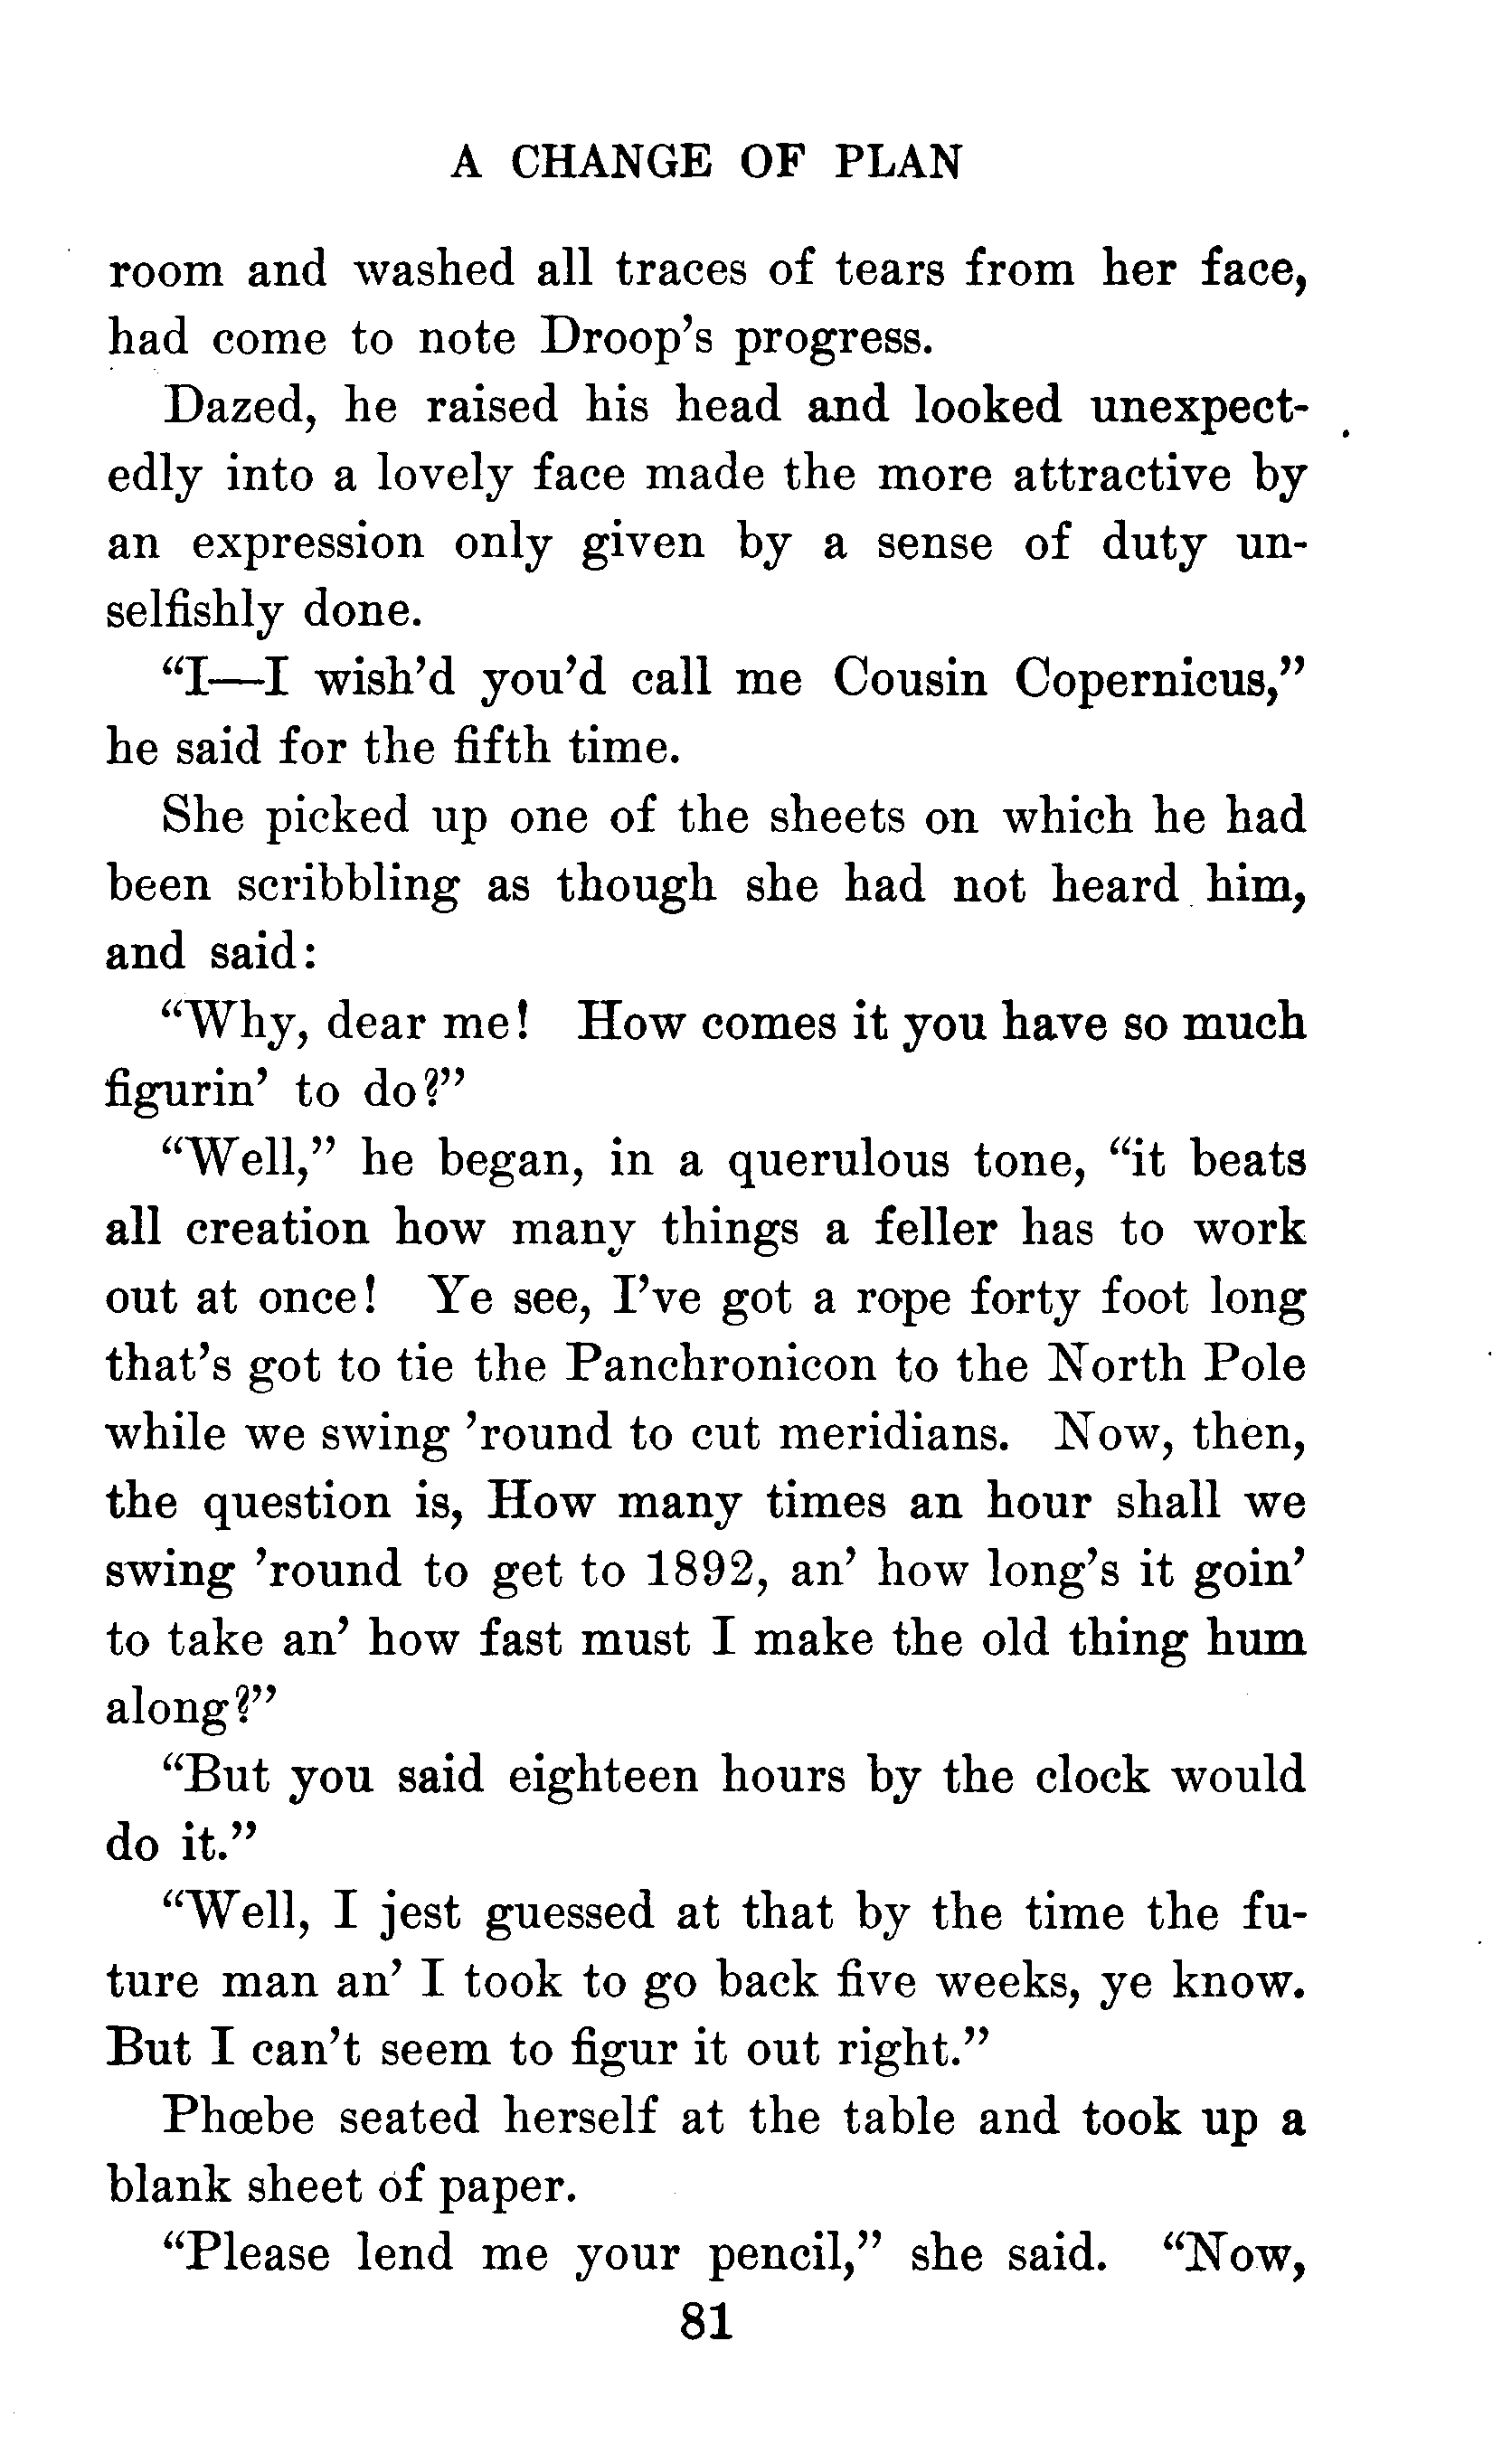 A CHANGE OF PLAN
room and washed all traces of tears from her face,
had come to note Droop's progress.
Dazed, he raised his head and looked unexpect-
edly into a lovely face made the more attractive by
an expression only given by a sense of duty un-
selfishly done.
“I—I wish'd you'd call me Cousin Copernicus,”
he said for the fifth time.
She picked up one of the sheets on which he had
been scribbling as though she had not heard him,
and said:
“Why, dear me! How comes it you have so much
figurin' to do?”
“Well,” he began, in a querulous tone, “it beats
all creation how many things a feller has to work
out at once! Ye see, I've got a rope forty foot long
that's got to tie the Panchronicon to the North Pole
while we swing 'round to cut meridians. Now, then,
the question is, How many times an hour shall we
swing 'round to get to 1892, an' how long's it goin'
to take an' how fast must I make the old thing hum
along?”
“But you said eighteen hours by the clock would
do it.”
“Well, I jest guessed at that by the time the fu-
ture man an' I took to go back five weeks, ye know.
But I can't seem to figur it out right.”
Phœbe seated herself at the table and took up a
blank sheet of paper.
“Please lend me your pencil,” she said. “Now,
81